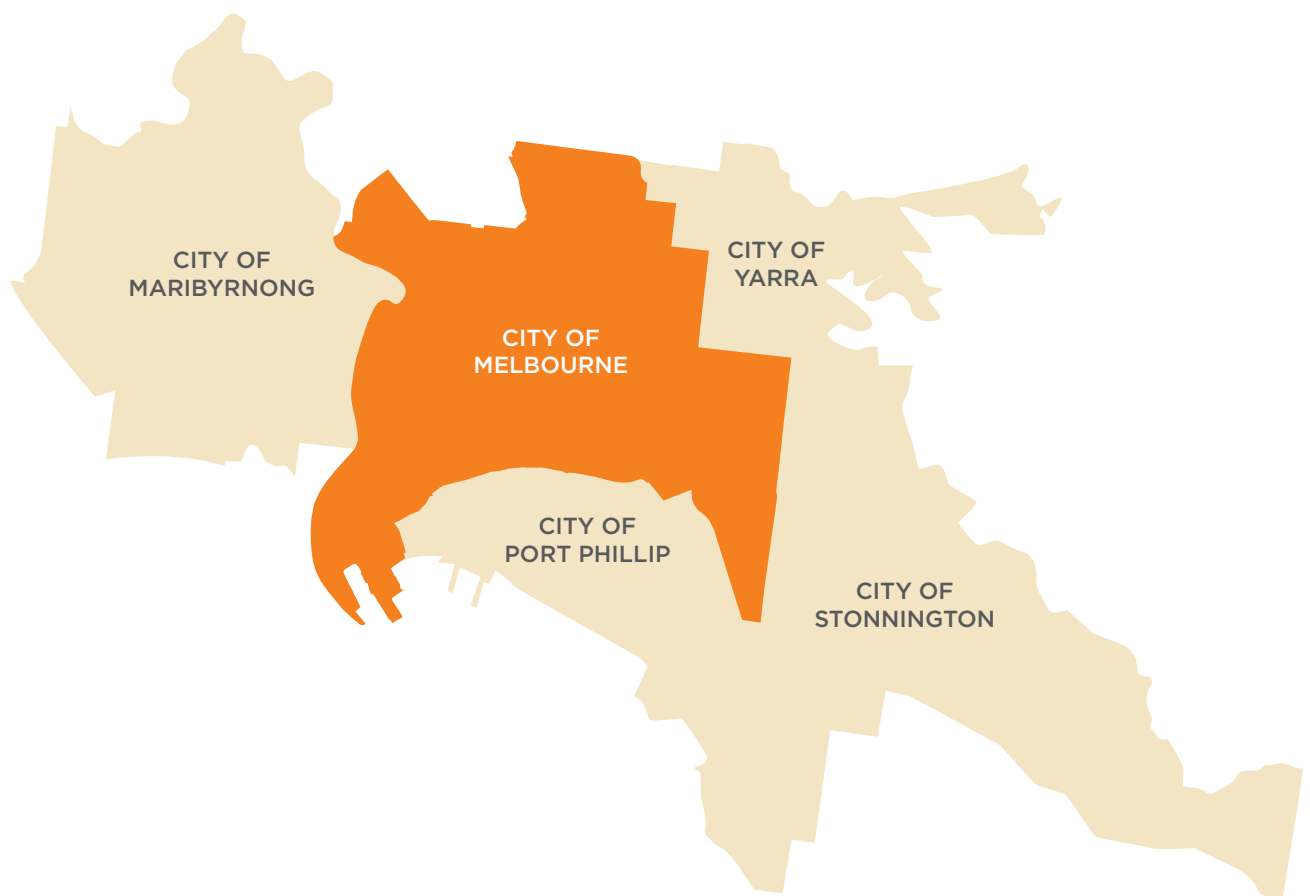 CITY OF
MARIBYRNONG
CITY OF
YARRA
CITY OF
MELBOURNE
CITY OF
PORT PHILLIP
CITY OF
STONNINGTON